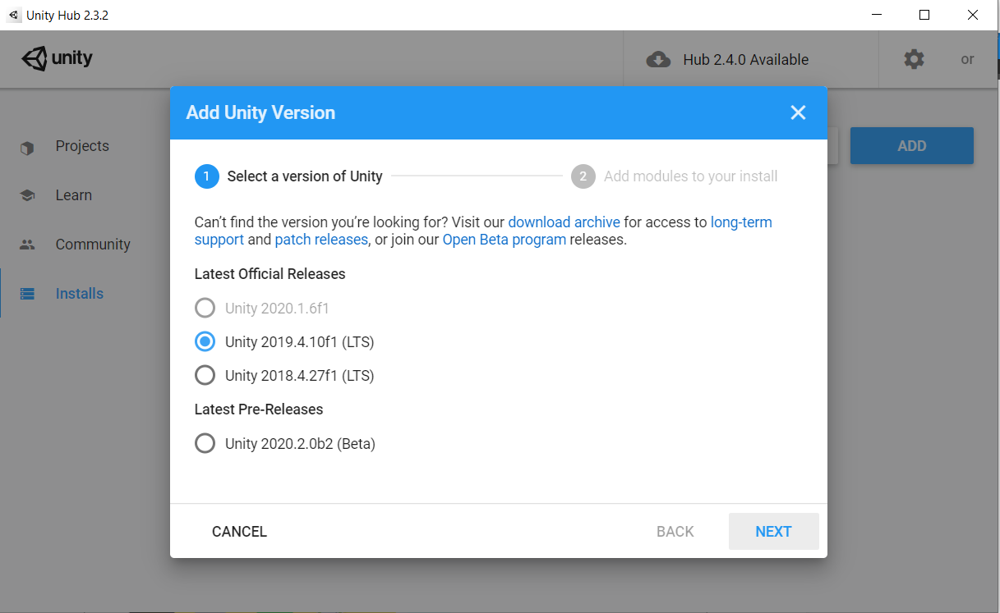 Unity Hub 2.3.2
unity
Hub 2.4.0 Available
or
Add Unity Version
Projects
ADD
1 Select a version of Unity
2 Add modules to your install
Learn
Can’t find the version you’re looking for? Visit our download archive for access to long-term
support and patch releases, or join our Open Beta program releases.
Community
Latest Official Releases
Installs
Unity 2020.1.6f1
Unity 2019.4.10f1 (LTS)
Unity 2018.4.27f1 (LTS)
Latest Pre-Releases
Unity 2020.2.0b2 (Beta)
CANCEL
BACK
NEXT